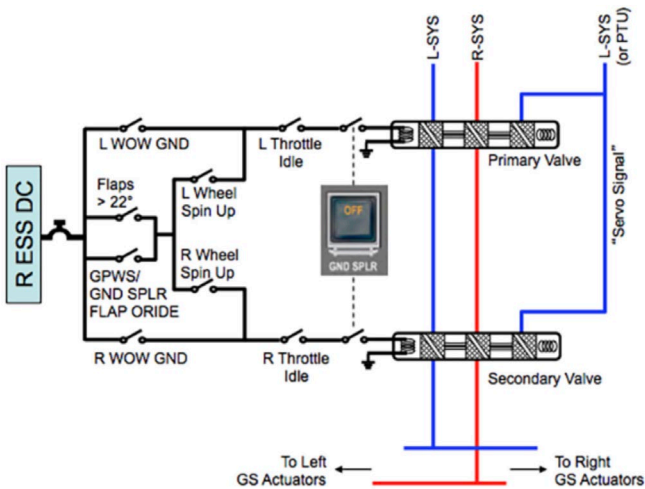 L-SYS
R-SYS
L-SYS
(or PTU)
L WOW GND
L Throttle
Idle
Primary Valve
Flaps
> 22°
L Wheel
Spin Up
R ESS DC
OFF
GND SPLR
"Servo Signal"
GPWS/
GND SPLR
FLAP ORIDE
R Wheel
Spin Up
R WOW GND
R Throttle
Idle
Secondary Valve
To Left
GS Actuators
To Right
GS Actuators